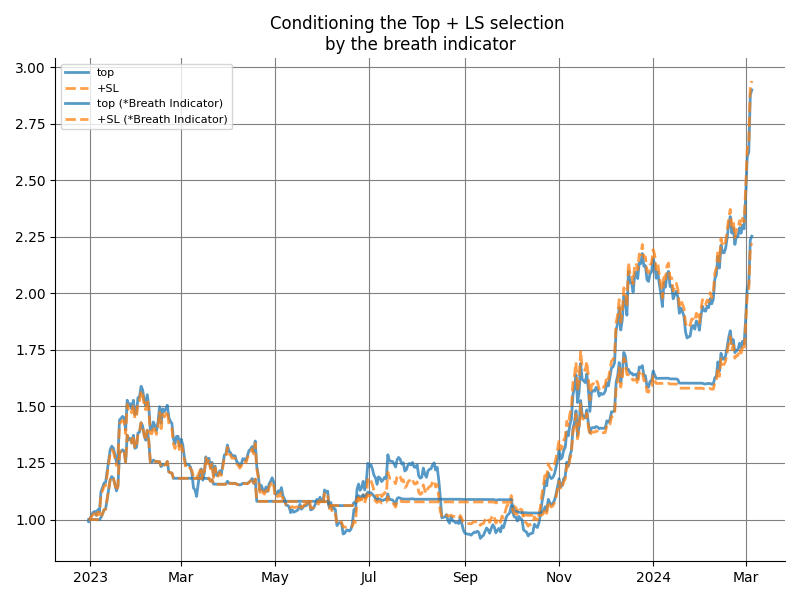 Conditioning the Top + LS selection
by the breath indicator
top
+SL
top (*Breath Indicator)
+SL (*Breath Indicator)
3.00
2.75
2.50
2.25
2.00
1.75
1.50
1.25
1.00
2023 Mar May Jul Sep Nov 2024 Mar